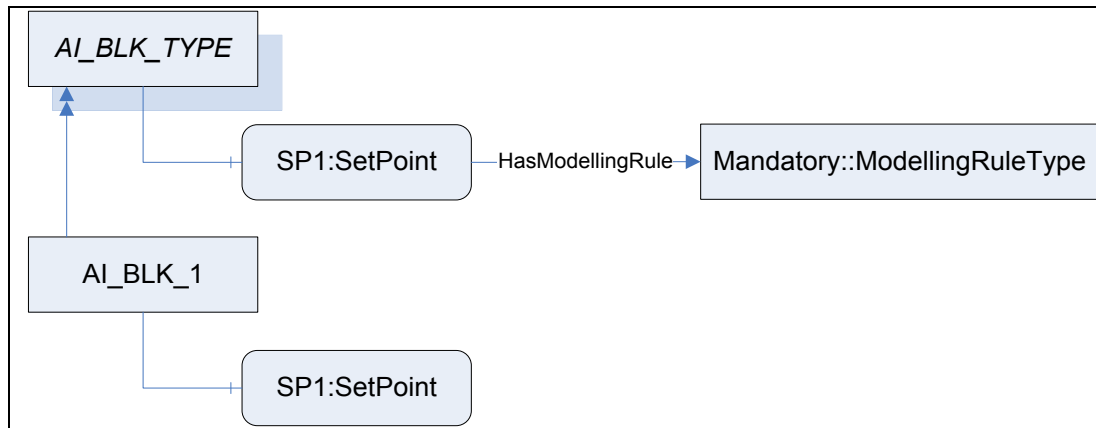 AI_BLK_TYPE
SP1:SetPoint
HasModellingRule
Mandatory::ModellingRuleType
AI_BLK_1
SP1:SetPoint